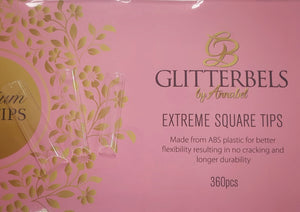 GB
GLITTERBELS
by Annabel
EXTREME SQUARE TIPS
Made from ABS plastic for better
flexibility resulting in no cracking and
longer durability
360pcs
TIPS